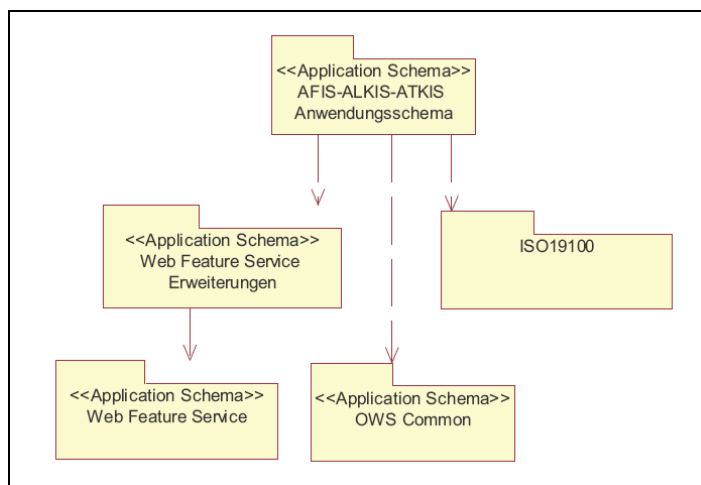 <<Application Schema>>
AFIS-ALKIS-ATKIS
Anwendungsschema
<<Application Schema>>
Web Feature Service
Erweiterungen
ISO19100
<<Application Schema>>
Web Feature Service
<<Application Schema>>
OWS Common